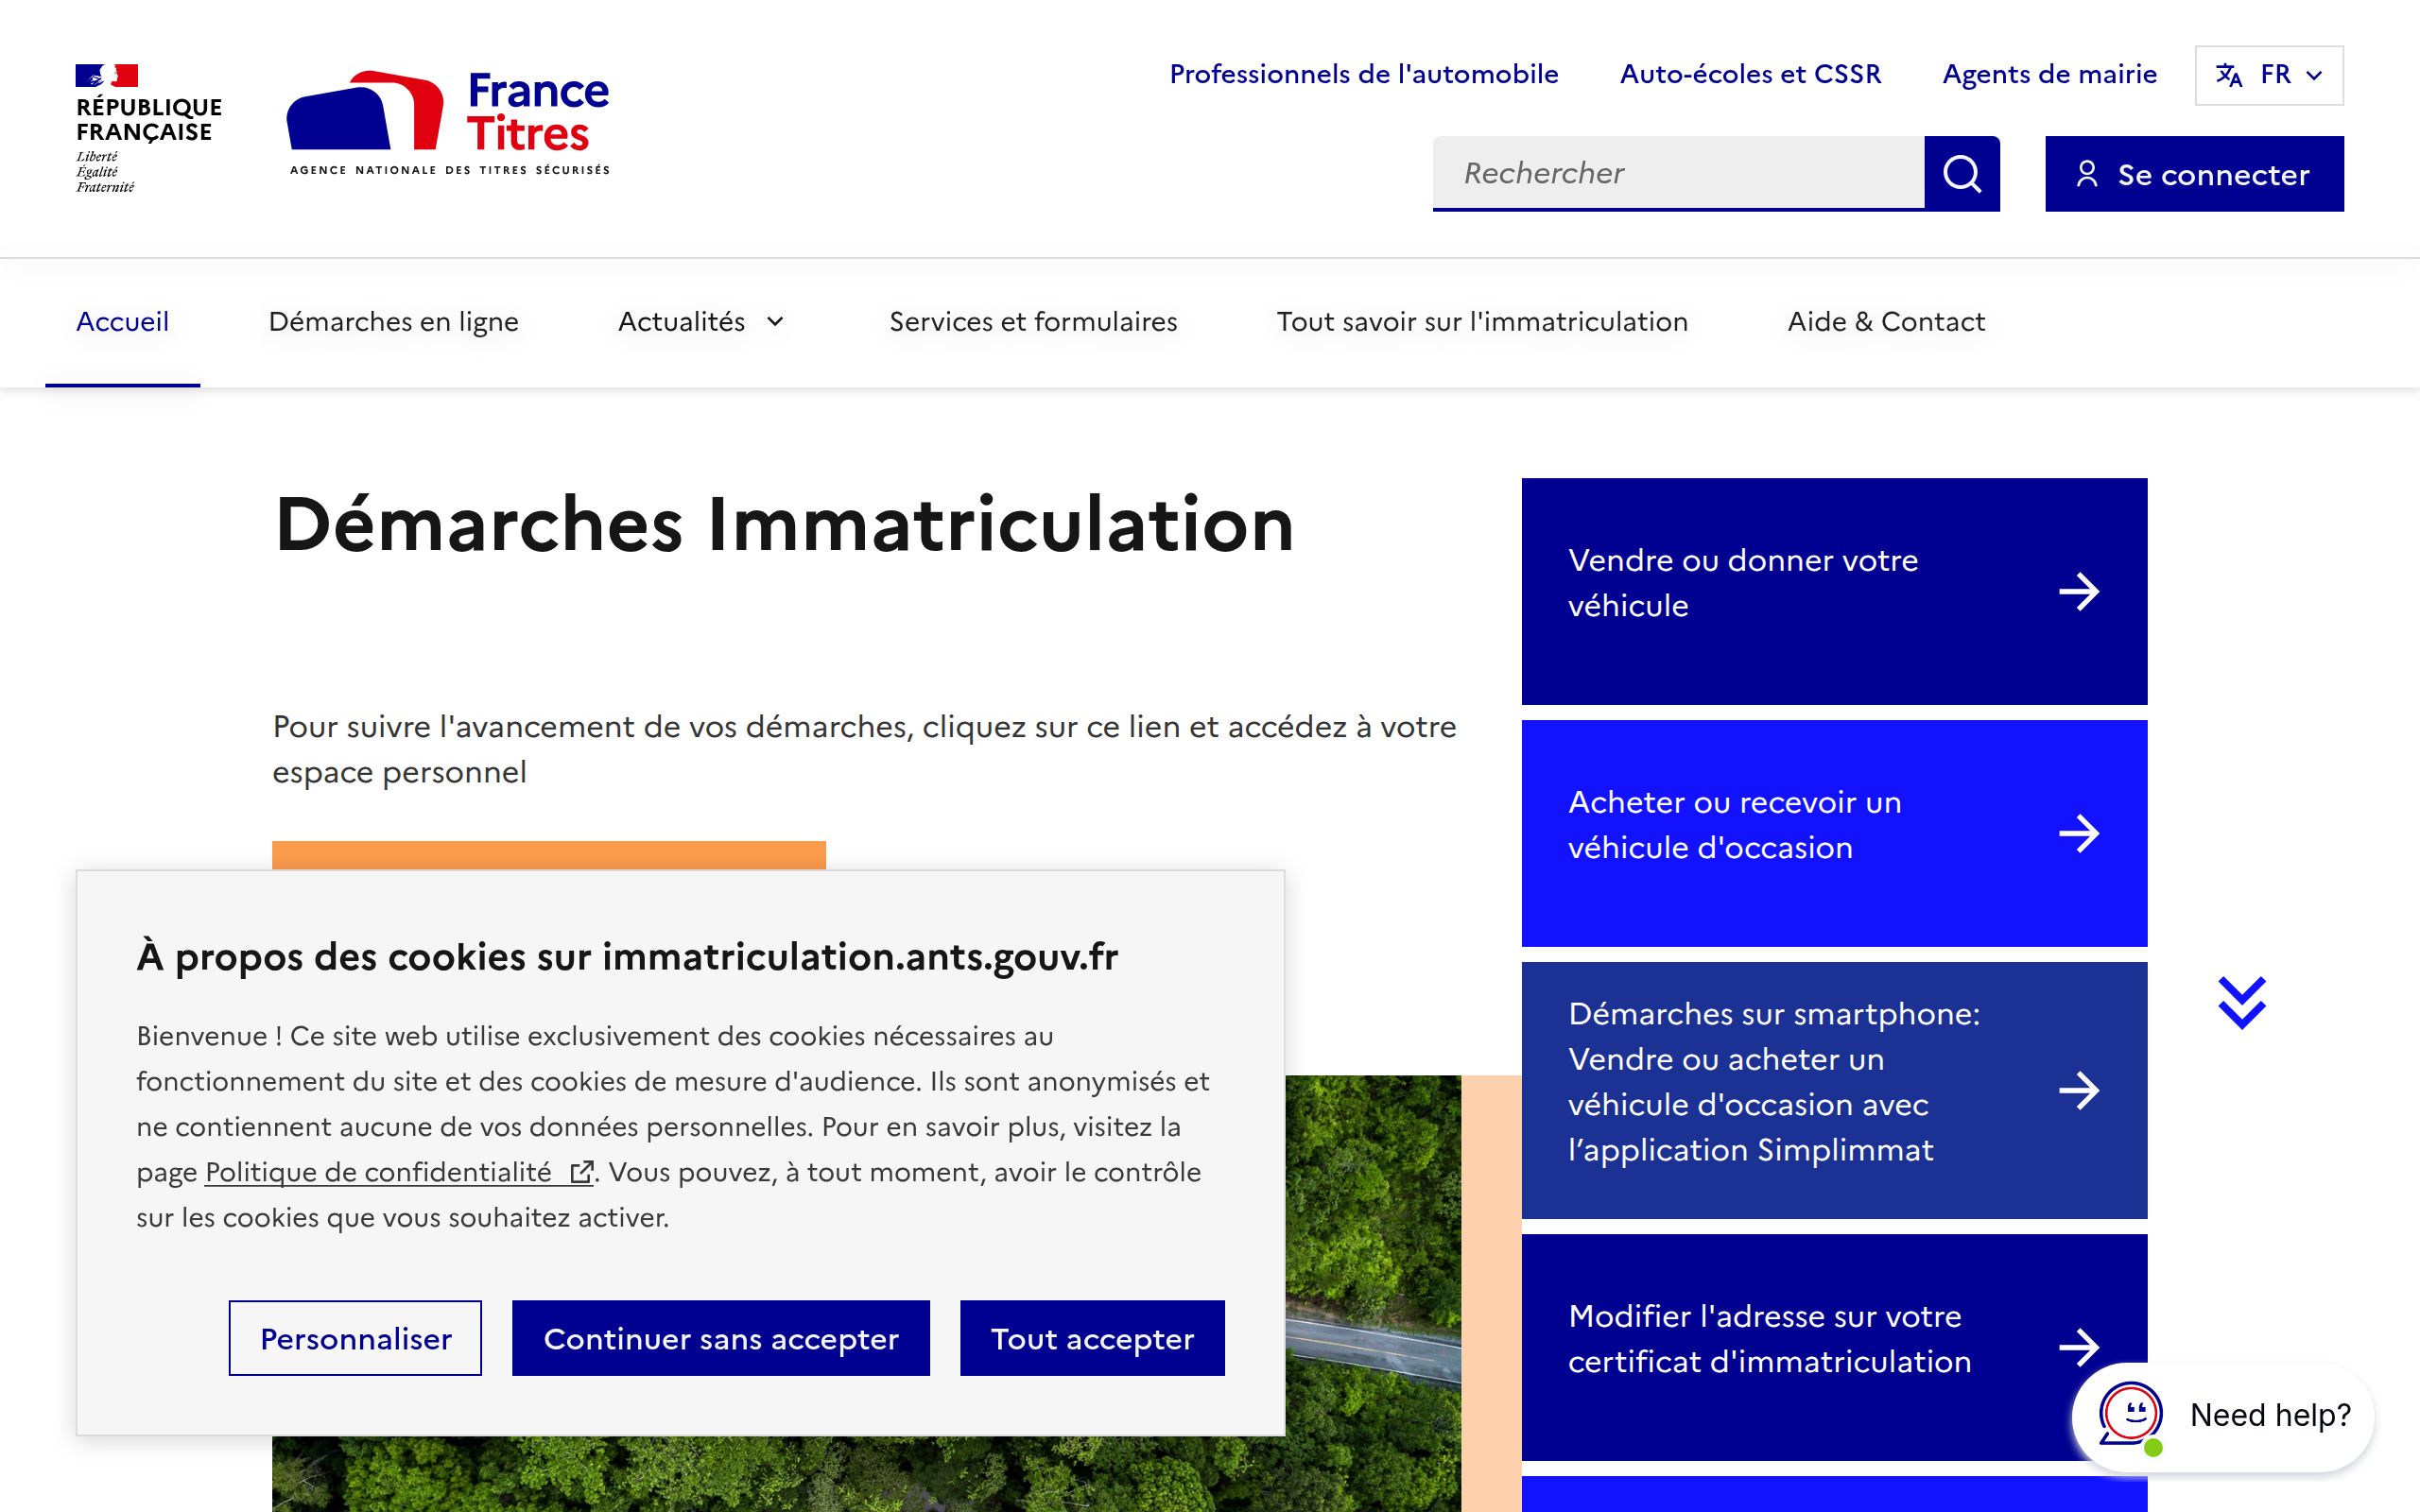 RÉPUBLIQUE
FRANÇAISE
Liberté
Égalité
Fraternité
France
Titres
AGENCE NATIONALE DES TITRES SÉCURISÉS
Professionnels de l'automobile
Auto-écoles et CSSR
Agents de mairie
FR
Rechercher
Se connecter
Accueil
Démarches en ligne
Actualités
Services et formulaires
Tout savoir sur l'immatriculation
Aide & Contact
Démarches Immatriculation
Pour suivre l'avancement de vos démarches, cliquez sur ce lien et accédez à votre
espace personnel
Vendre ou donner votre
véhicule
Acheter ou recevoir un
véhicule d'occasion
Démarches sur smartphone:
Vendre ou acheter un
véhicule d'occasion avec
l’application Simplimmat
Modifier l'adresse sur votre
certificat d'immatriculation
À propos des cookies sur immatriculation.ants.gouv.fr
Bienvenue ! Ce site web utilise exclusivement des cookies nécessaires au
fonctionnement du site et des cookies de mesure d'audience. Ils sont anonymisés et
ne contiennent aucune de vos données personnelles. Pour en savoir plus, visitez la
page Politique de confidentialité . Vous pouvez, à tout moment, avoir le contrôle
sur les cookies que vous souhaitez activer.
Personnaliser
Continuer sans accepter
Tout accepter
Need help?